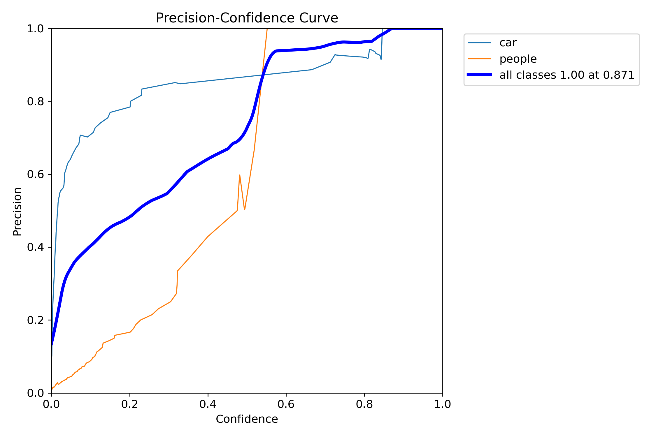 Precision-Confidence Curve
1.0
0.8
0.6
0.4
0.2
0.0
Precision
0.0 0.2 0.4 0.6 0.8 1.0
Confidence
car
people
all classes 1.00 at 0.871